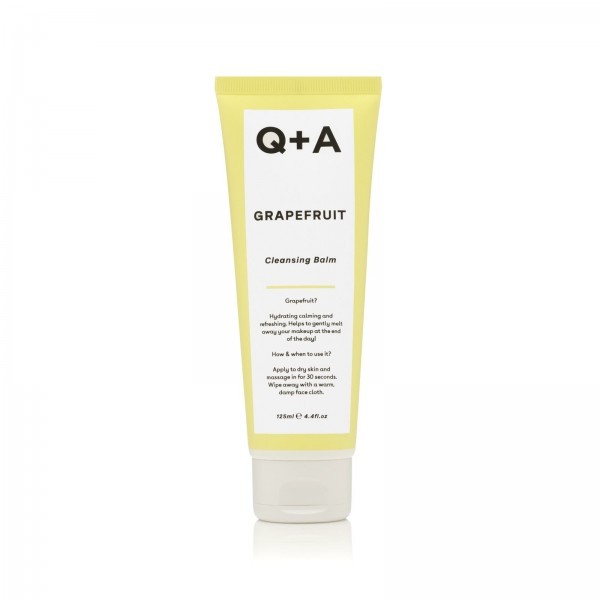 Q+A
GRAPEFRUIT
Cleansing Balm
Grapefruit?
Hydrating calming and
refreshing. Helps to gently melt
away your makeup at the end
of the day!
How & when to use it?
Apply to dry skin and
massage in for 30 seconds.
Wipe away with a warm,
damp face cloth.
125ml ℮ 4.4fl.oz